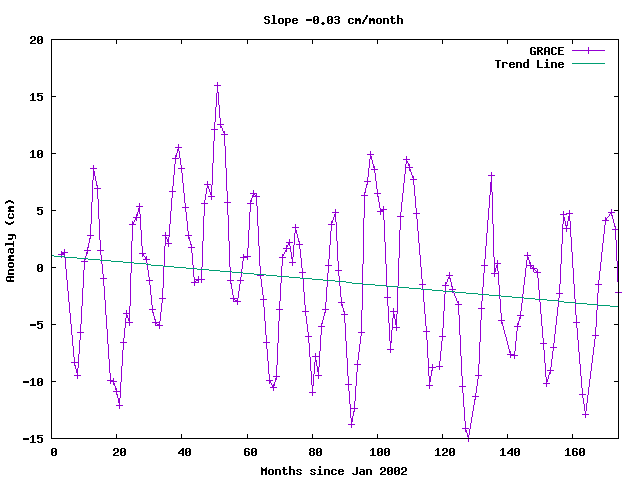 Slope -0.03 cm/month
GRACE
Trend Line
20
15
10
5
0
-5
-10
-15
Anomaly (cm)
0 20 40 60 80 100 120 140 160
Months since Jan 2002